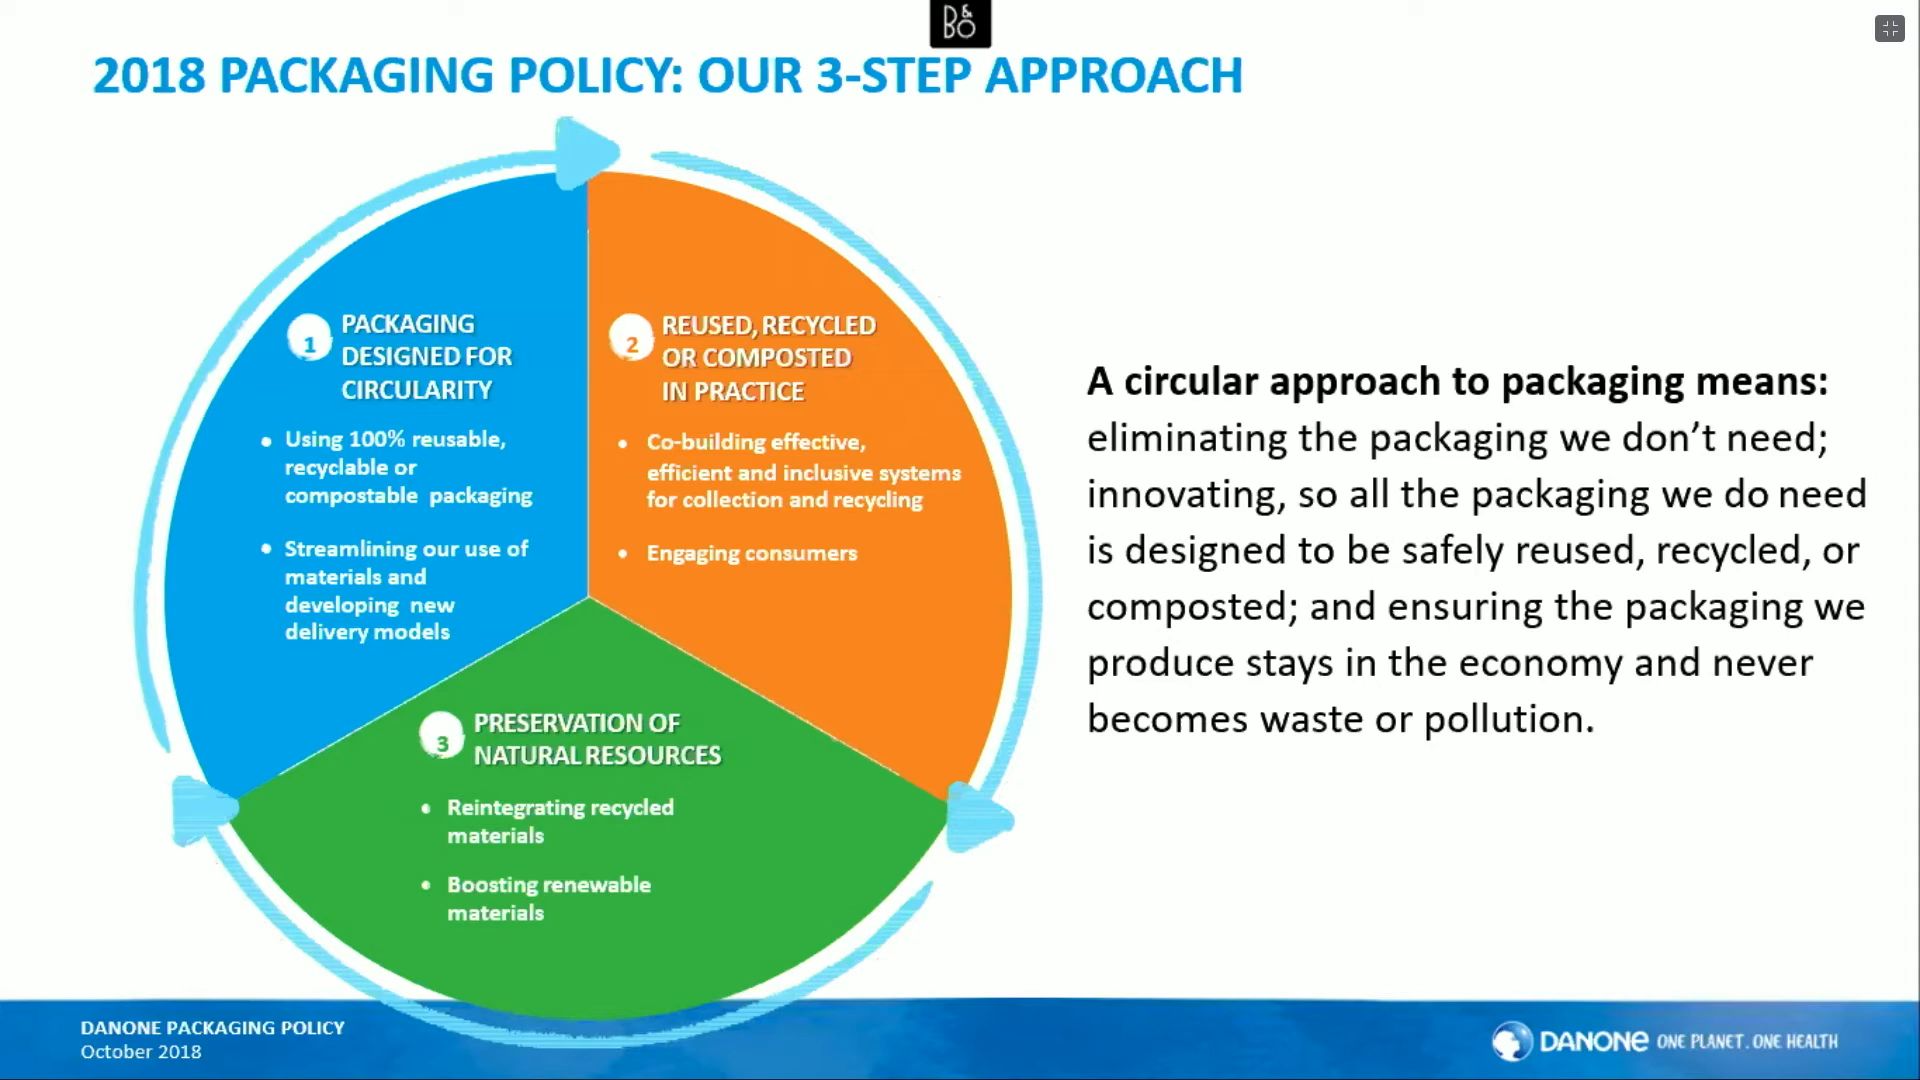 B&O
2018 PACKAGING POLICY: OUR 3-STEP APPROACH
1
PACKAGING
DESIGNED FOR
CIRCULARITY
• Using 100% reusable,
recyclable or
compostable packaging
• Streamlining our use of
materials and
developing new
delivery models
2
REUSED, RECYCLED
OR COMPOSTED
IN PRACTICE
• Co-building effective,
efficient and inclusive systems
for collection and recycling
• Engaging consumers
3
PRESERVATION OF
NATURAL RESOURCES
• Reintegrating recycled
materials
• Boosting renewable
materials
A circular approach to packaging means:
eliminating the packaging we don’t need;
innovating, so all the packaging we do need
is designed to be safely reused, recycled, or
composted; and ensuring the packaging we
produce stays in the economy and never
becomes waste or pollution.
DANONE PACKAGING POLICY
October 2018
DANONE ONE PLANET. ONE HEALTH